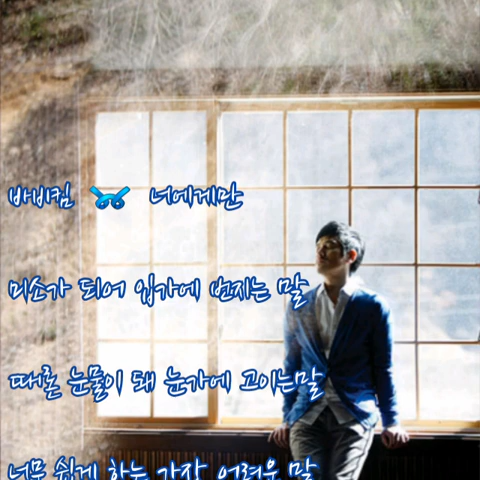 바비킴 너에게만
미소가 되어 입가에 번지는 말
때론 눈물이 돼 눈가에 고이는말
너무 쉽게 하는 가장 어려운 말